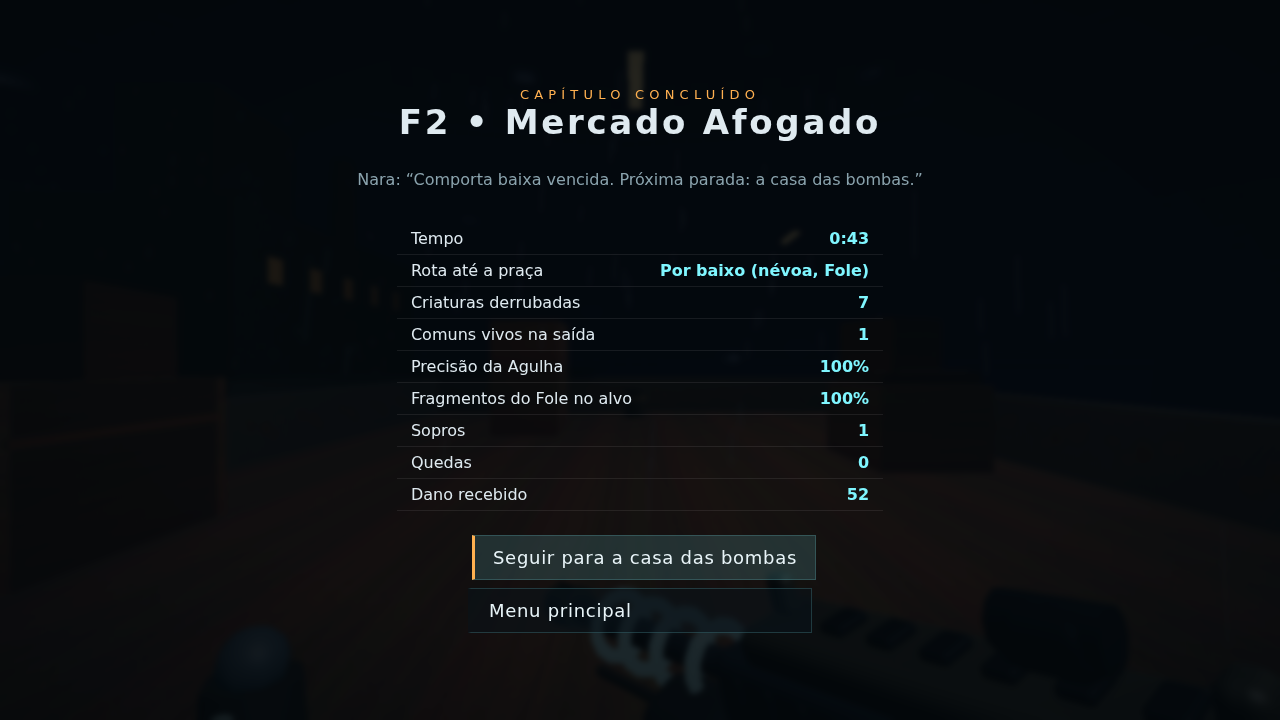 CAPÍTULO CONCLUÍDO
F2 • Mercado Afogado
Nara: “Comporta baixa vencida. Próxima parada: a casa das bombas.”
Tempo 0:43
Rota até a praça Por baixo (névoa, Fole)
Criaturas derrubadas 7
Comuns vivos na saída 1
Precisão da Agulha 100%
Fragmentos do Fole no alvo 100%
Sopros 1
Quedas 0
Dano recebido 52
Seguir para a casa das bombas
Menu principal